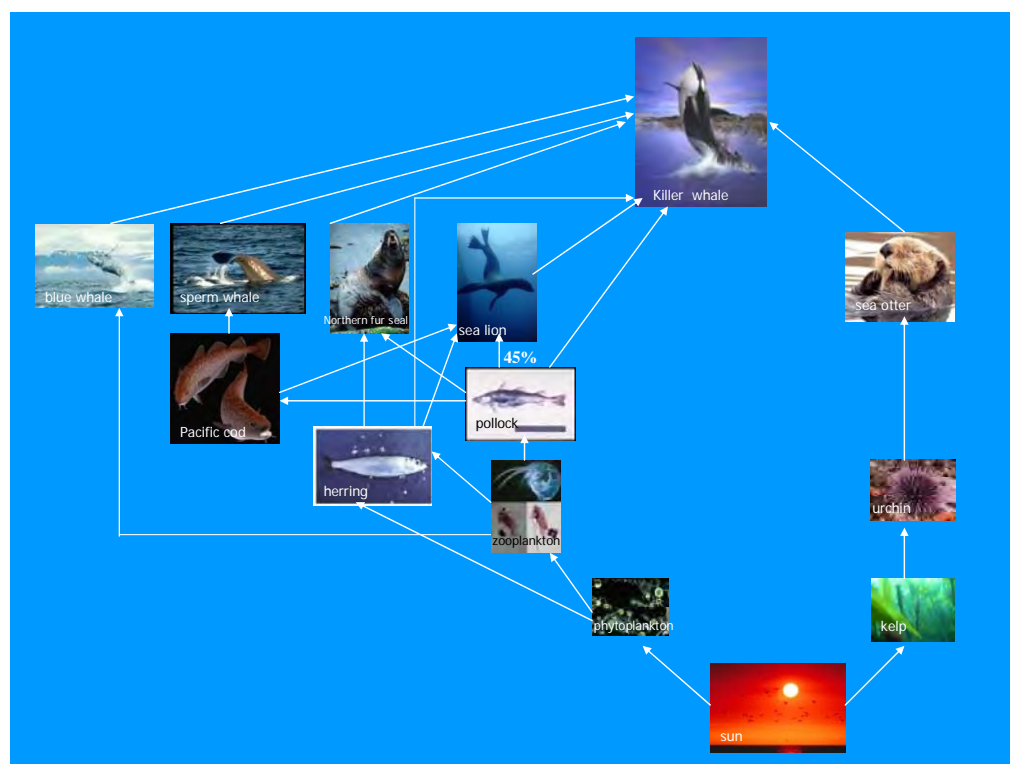 Killer whale
blue whale
sperm whale
Northern fur seal
sea lion
sea otter
45%
pollock
Pacific cod
herring
zooplankton
urchin
phytoplankton
kelp
sun